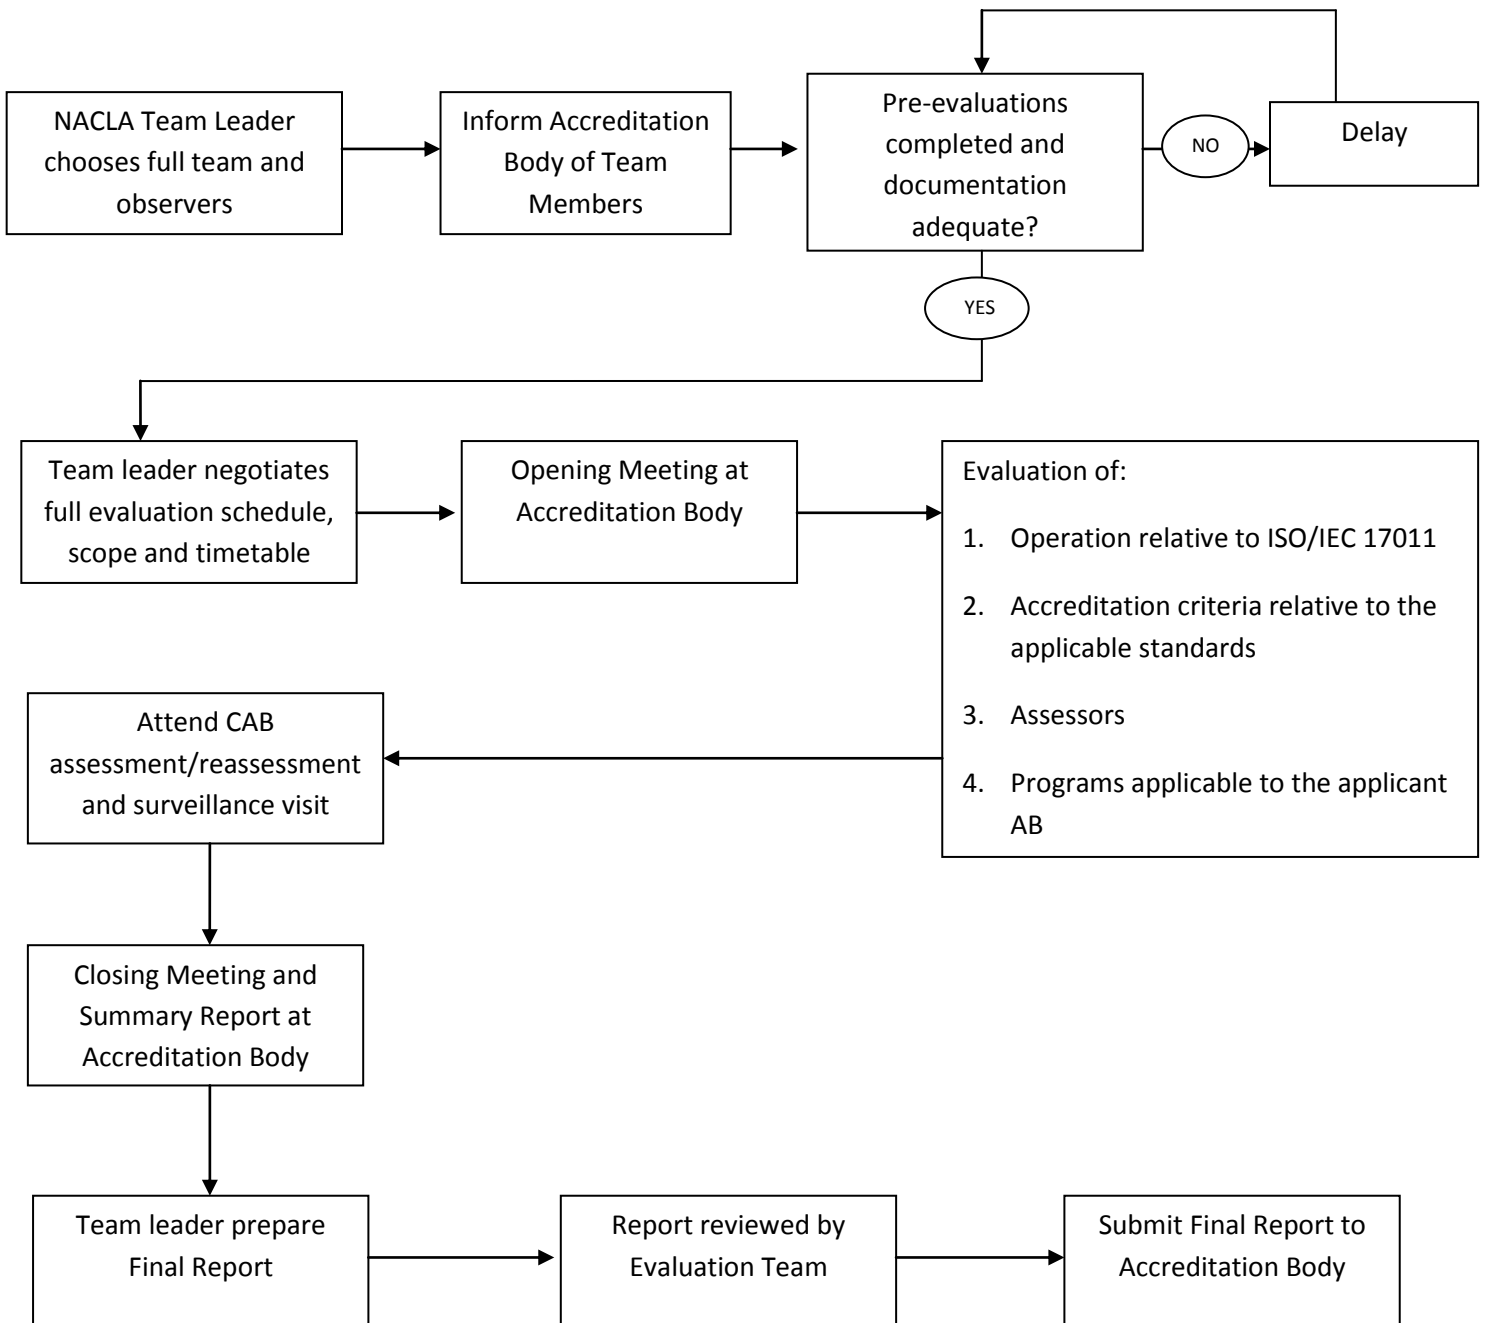 NACLA Team Leader
chooses full team and
observers
Inform Accreditation
Body of Team
Members
Pre-evaluations
completed and
documentation
adequate?
NO
Delay
YES
Team leader negotiates
full evaluation schedule,
scope and timetable
Opening Meeting at
Accreditation Body
Evaluation of:
1. Operation relative to ISO/IEC 17011
2. Accreditation criteria relative to the
applicable standards
3. Assessors
4. Programs applicable to the applicant
AB
Attend CAB
assessment/reassessment
and surveillance visit
Closing Meeting and
Summary Report at
Accreditation Body
Team leader prepare
Final Report
Report reviewed by
Evaluation Team
Submit Final Report to
Accreditation Body